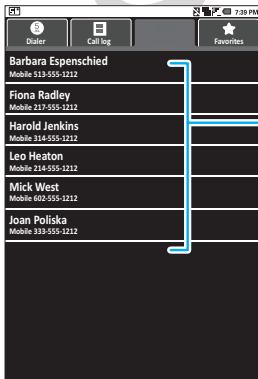 7:39 PM
5
Dialer
Call log
Favorites
Barbara Espenschied
Mobile 513-555-1212
Fiona Radley
Mobile 217-555-1212
Harold Jenkins
Mobile 314-555-1212
Leo Heaton
Mobile 214-555-1212
Mick West
Mobile 602-555-1212
Joan Poliska
Mobile 333-555-1212